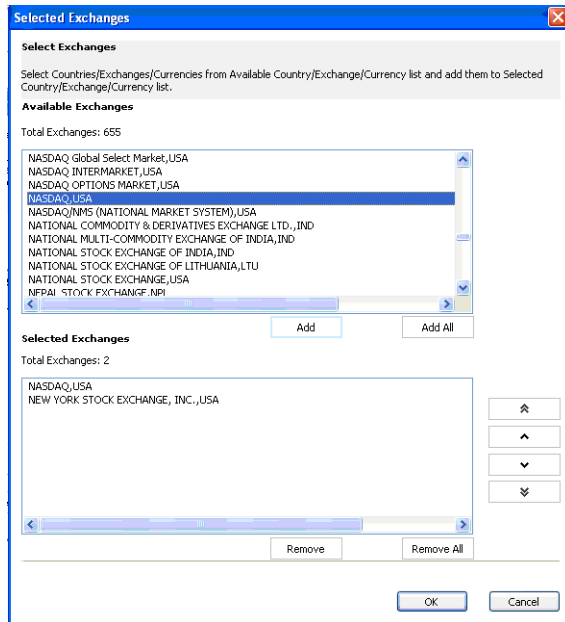 Selected Exchanges
Select Exchanges
Select Countries/Exchanges/Currencies from Available Country/Exchange/Currency list and add them to Selected
Country/Exchange/Currency list.
Available Exchanges
Total Exchanges: 655
NASDAQ Global Select Market,USA
NASDAQ INTERMARKET,USA
NASDAQ OPTIONS MARKET,USA
NASDAQ,USA
NASDAQ/NMS (NATIONAL MARKET SYSTEM),USA
NATIONAL COMMODITY & DERIVATIVES EXCHANGE LTD.,IND
NATIONAL MULTI-COMMODITY EXCHANGE OF INDIA,IND
NATIONAL STOCK EXCHANGE OF INDIA,IND
NATIONAL STOCK EXCHANGE OF LITHUANIA,LTU
NATIONAL STOCK EXCHANGE,USA
NEPAL STOCK EXCHANGE,NPL
Add
Add All
Selected Exchanges
Total Exchanges: 2
NASDAQ,USA
NEW YORK STOCK EXCHANGE, INC.,USA
Remove
Remove All
OK
Cancel